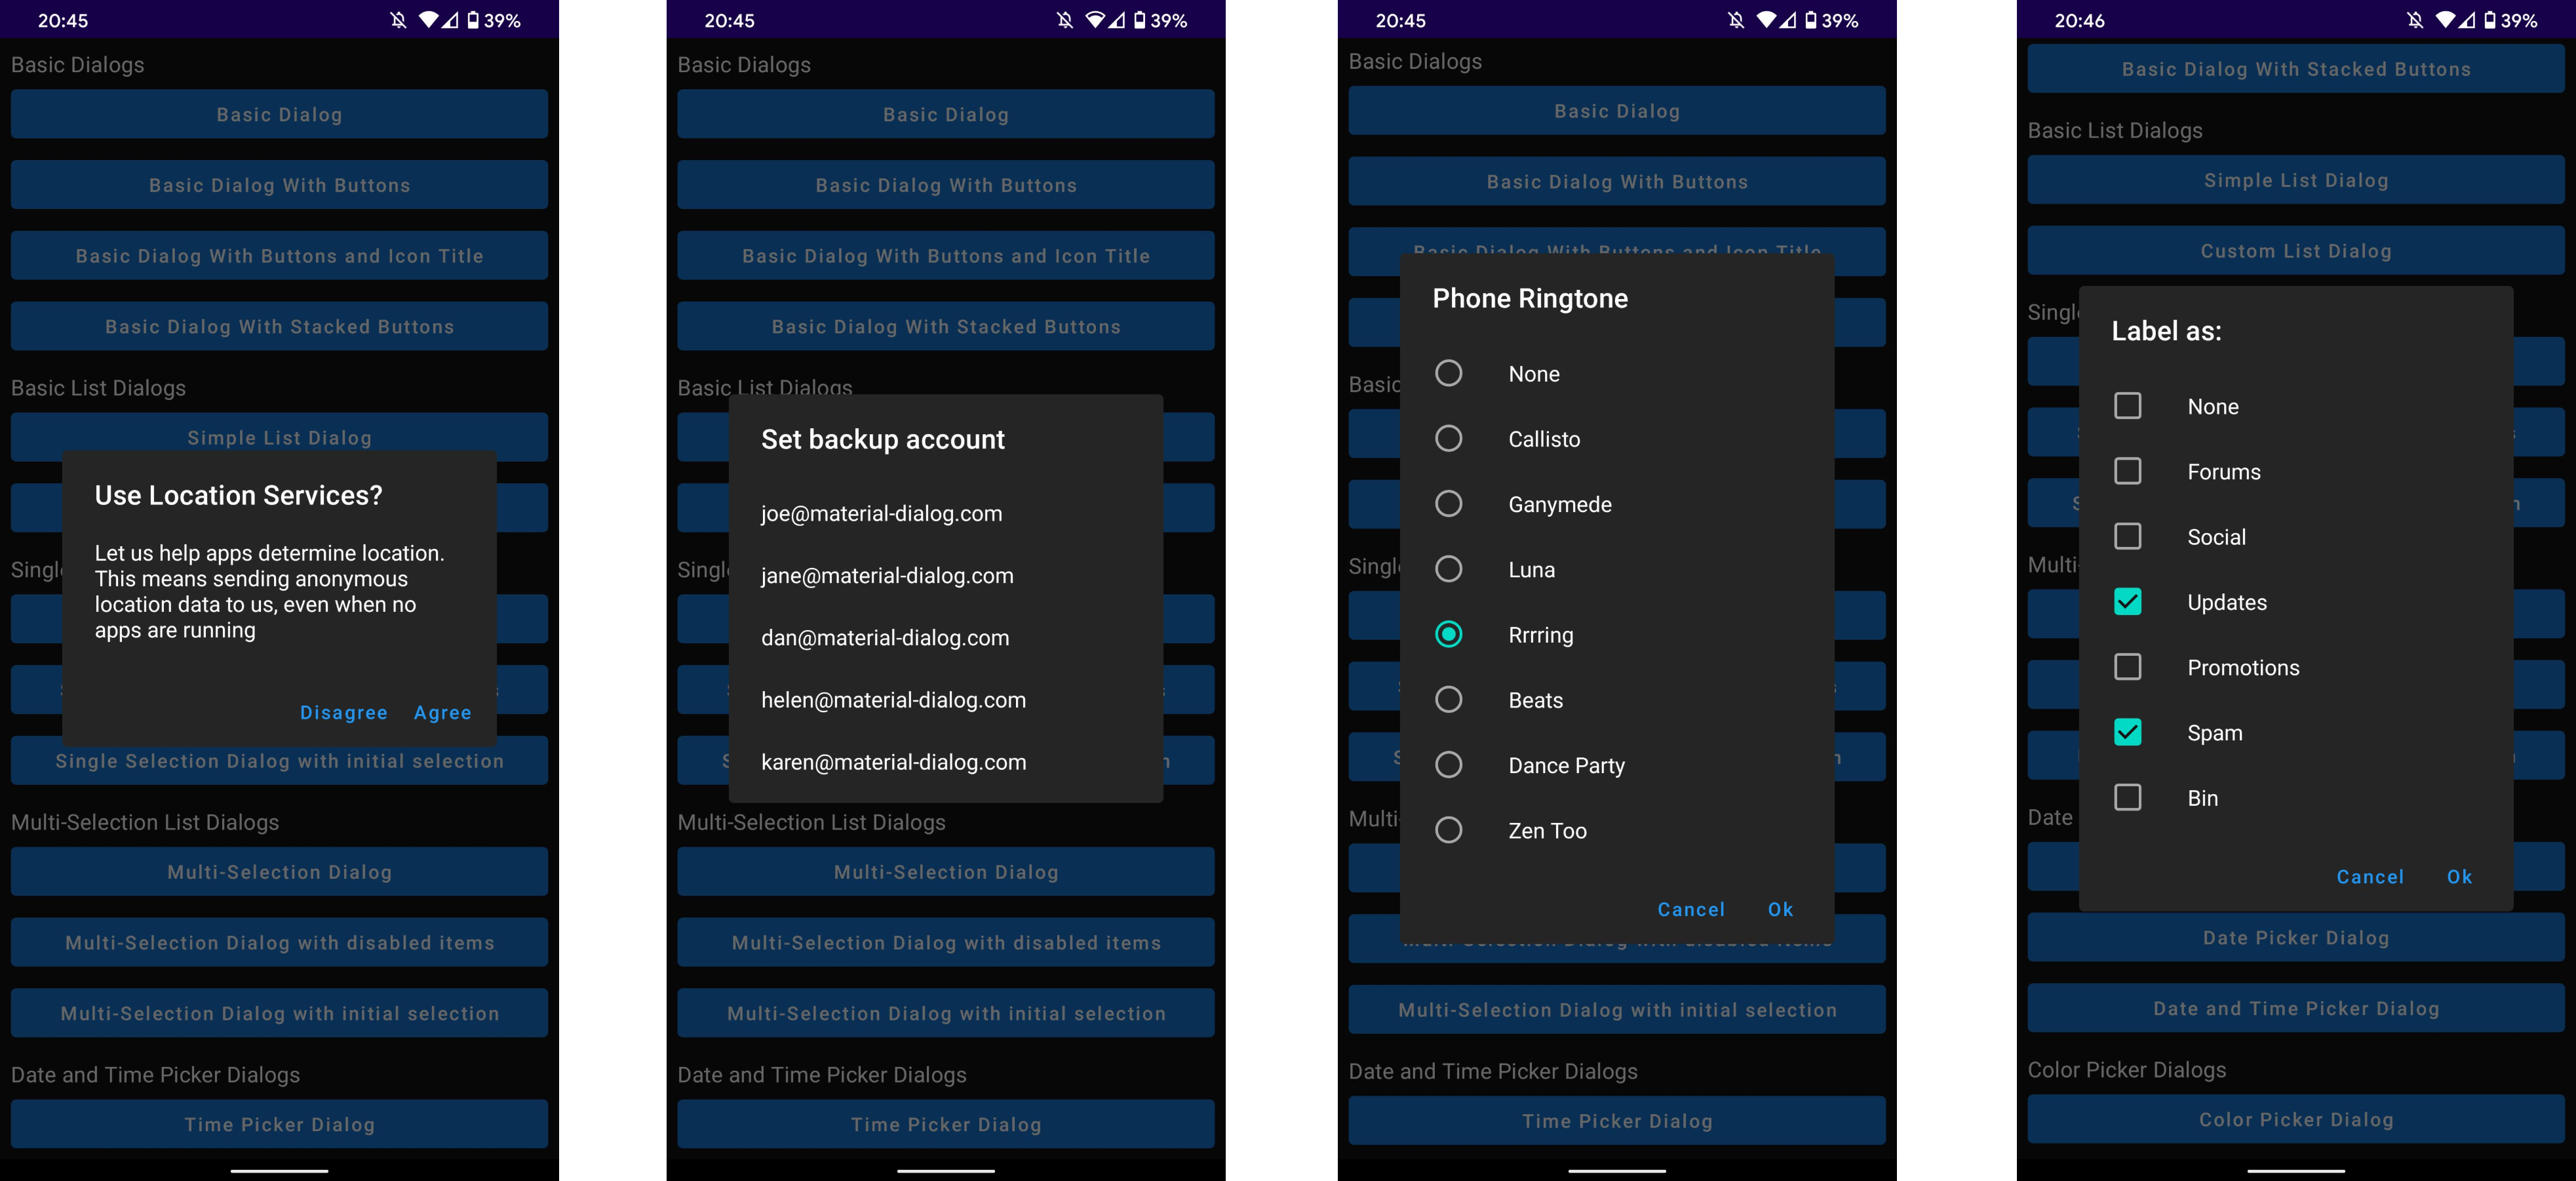 20:45
39%
Basic Dialogs
Basic Dialog
Basic Dialog With Buttons
Basic Dialog With Buttons and Icon Title
Basic Dialog With Stacked Buttons
Basic List Dialogs
Simple List Dialog
Use Location Services?
Let us help apps determine location.
This means sending anonymous
location data to us, even when no
apps are running
Disagree Agree
Single Selection Dialog with initial selection
Multi-Selection List Dialogs
Multi-Selection Dialog
Multi-Selection Dialog with disabled items
Multi-Selection Dialog with initial selection
Date and Time Picker Dialogs
Time Picker Dialog
20:45
39%
Basic Dialogs
Basic Dialog
Basic Dialog With Buttons
Basic Dialog With Buttons and Icon Title
Basic Dialog With Stacked Buttons
Basic List Dialogs
Set backup account
joe@material-dialog.com
jane@material-dialog.com
dan@material-dialog.com
helen@material-dialog.com
karen@material-dialog.com
Multi-Selection List Dialogs
Multi-Selection Dialog
Multi-Selection Dialog with disabled items
Multi-Selection Dialog with initial selection
Date and Time Picker Dialogs
Time Picker Dialog
20:45
39%
Basic Dialogs
Basic Dialog
Basic Dialog With Buttons
Basic Dialog With Buttons and Icon Title
Basic
Phone Ringtone
None
Callisto
Ganymede
Luna
Rrrring
Beats
Dance Party
Zen Too
Cancel Ok
Multi-Selection Dialog with disabled items
Multi-Selection Dialog with initial selection
Date and Time Picker Dialogs
Time Picker Dialog
20:46
39%
Basic Dialog With Stacked Buttons
Basic List Dialogs
Simple List Dialog
Custom List Dialog
Label as:
None
Forums
Social
Updates
Promotions
Spam
Bin
Cancel Ok
Date
Date Picker Dialog
Date and Time Picker Dialog
Color Picker Dialogs
Color Picker Dialog